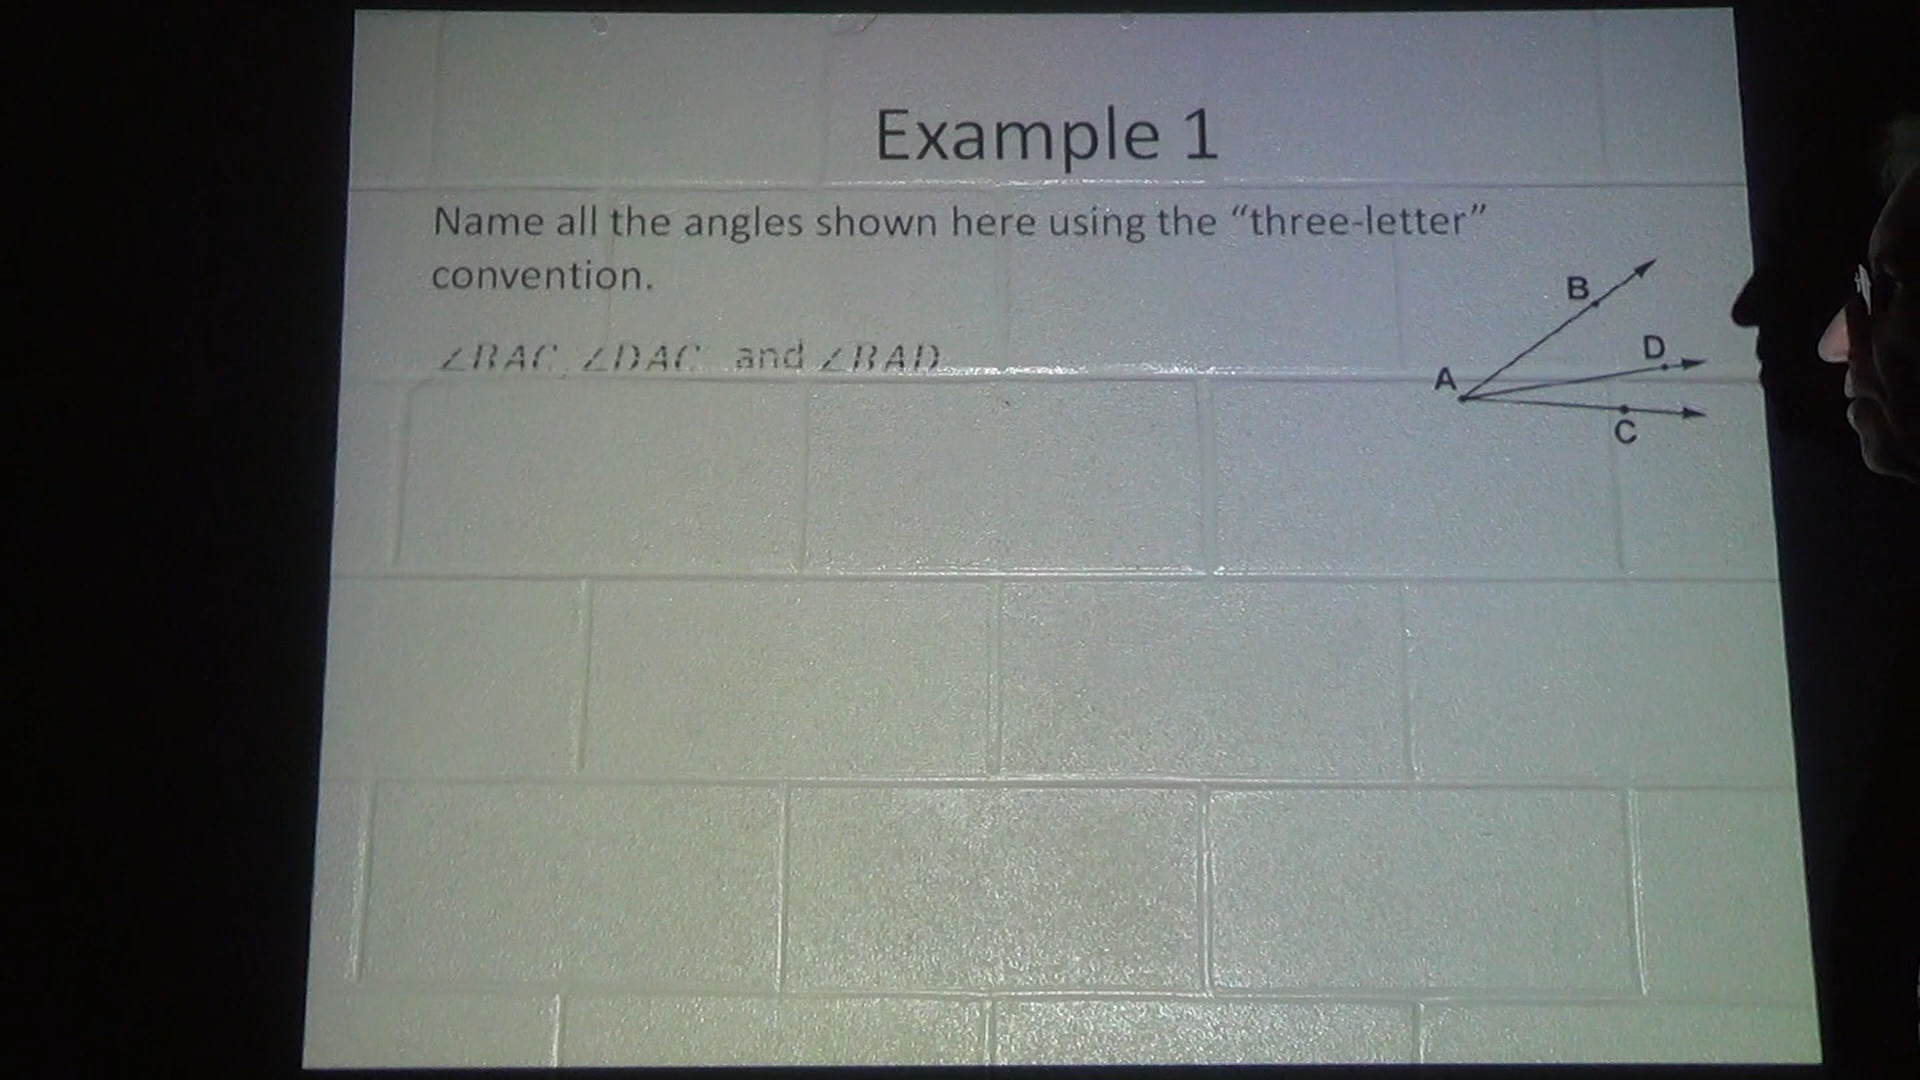 Example 1
Name all the angles shown here using the “three-letter”
convention.
∠BAC, ∠DAC and ∠BAD
B
D
A
C